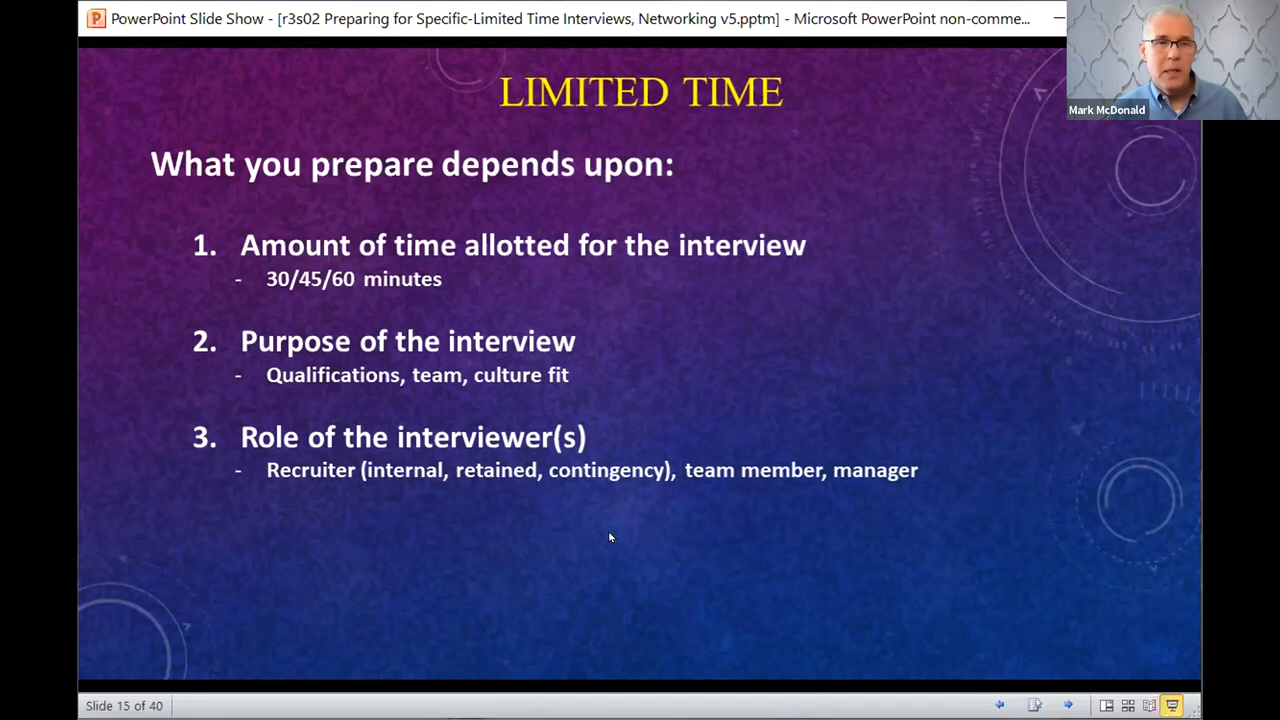 PowerPoint Slide Show - [r3s02 Preparing for Specific-Limited Time Interviews, Networking v5.pptm] - Microsoft PowerPoint non-comme...
Mark McDonald
LIMITED TIME
What you prepare depends upon:
1. Amount of time allotted for the interview
- 30/45/60 minutes
2. Purpose of the interview
- Qualifications, team, culture fit
3. Role of the interviewer(s)
- Recruiter (internal, retained, contingency), team member, manager
Slide 15 of 40